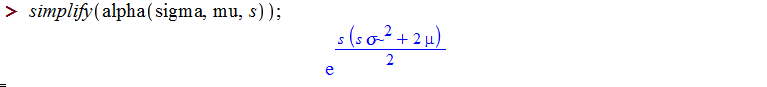 > simplify(alpha(sigma, mu, s));
e^(s (s σ~² + 2 μ)/2)